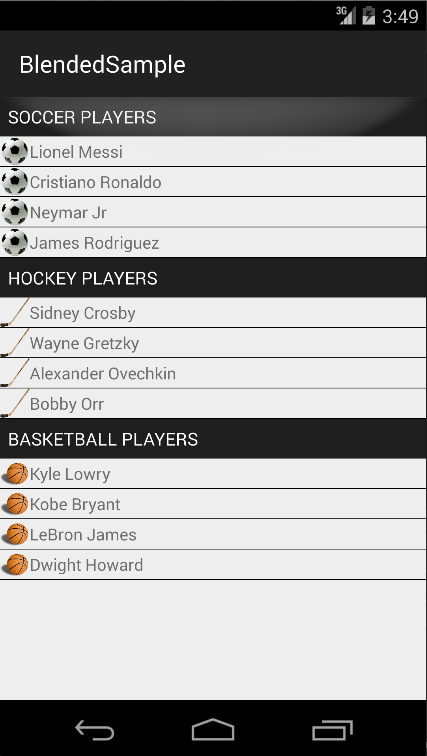 3G 3:49
BlendedSample
SOCCER PLAYERS
Lionel Messi
Cristiano Ronaldo
Neymar Jr
James Rodriguez
HOCKEY PLAYERS
Sidney Crosby
Wayne Gretzky
Alexander Ovechkin
Bobby Orr
BASKETBALL PLAYERS
Kyle Lowry
Kobe Bryant
LeBron James
Dwight Howard